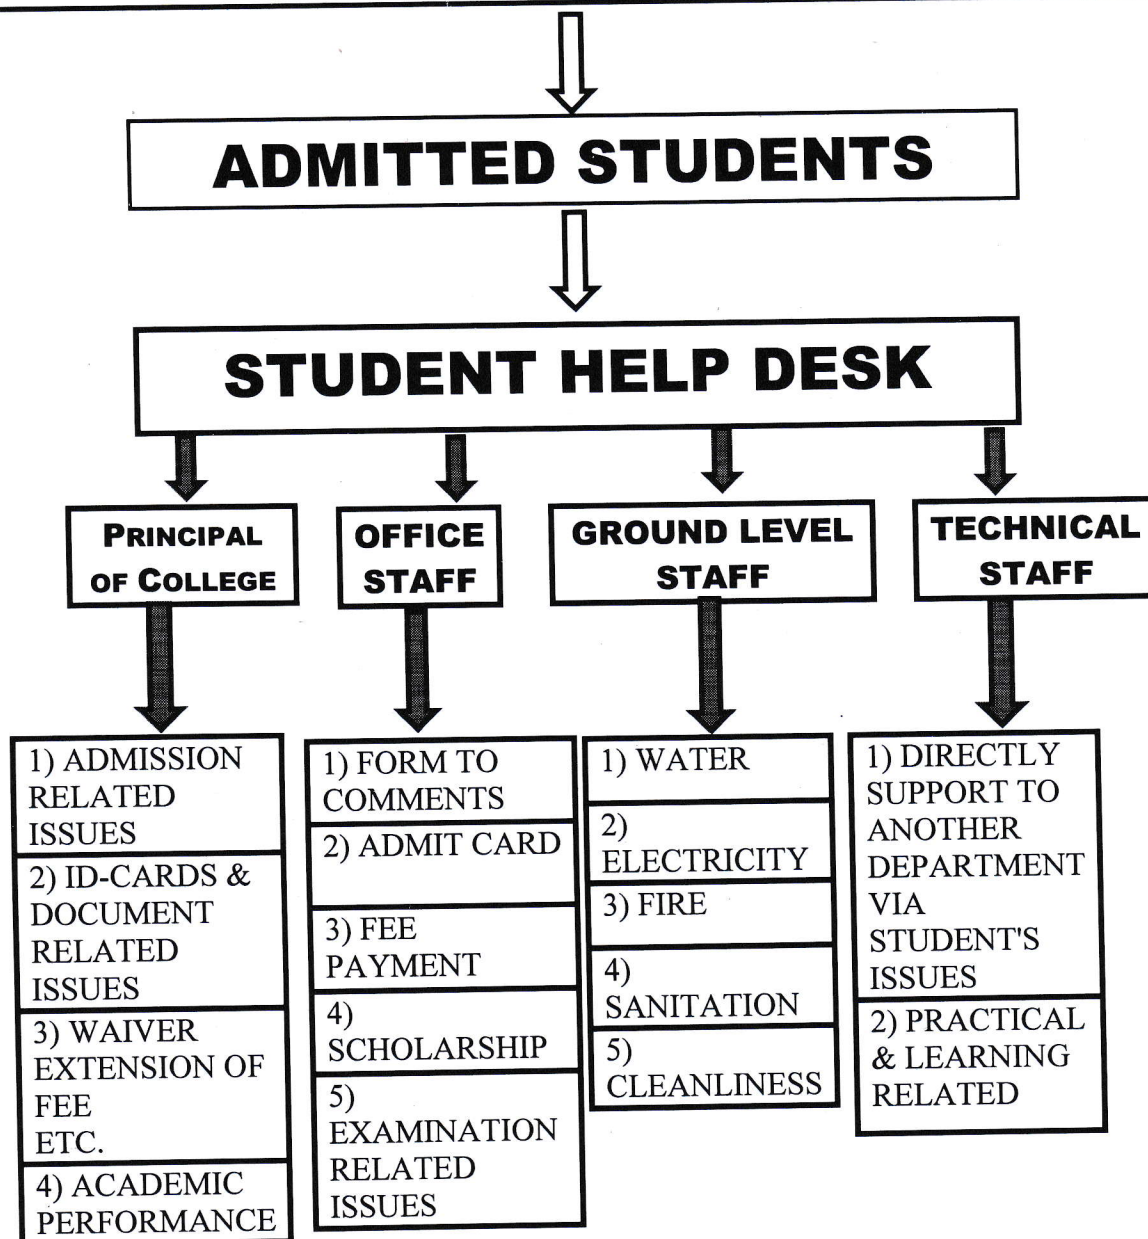 ADMITTED STUDENTS
STUDENT HELP DESK
PRINCIPAL
OF COLLEGE
OFFICE
STAFF
GROUND LEVEL
STAFF
TECHNICAL
STAFF
1) ADMISSION
RELATED
ISSUES
2) ID-CARDS &
DOCUMENT
RELATED
ISSUES
3) WAIVER
EXTENSION OF
FEE
ETC.
4) ACADEMIC
PERFORMANCE
1) FORM TO
COMMENTS
2) ADMIT CARD
3) FEE
PAYMENT
4)
SCHOLARSHIP
5)
EXAMINATION
RELATED
ISSUES
1) WATER
2)
ELECTRICITY
3) FIRE
4)
SANITATION
5)
CLEANLINESS
1) DIRECTLY
SUPPORT TO
ANOTHER
DEPARTMENT
VIA
STUDENT'S
ISSUES
2) PRACTICAL
& LEARNING
RELATED